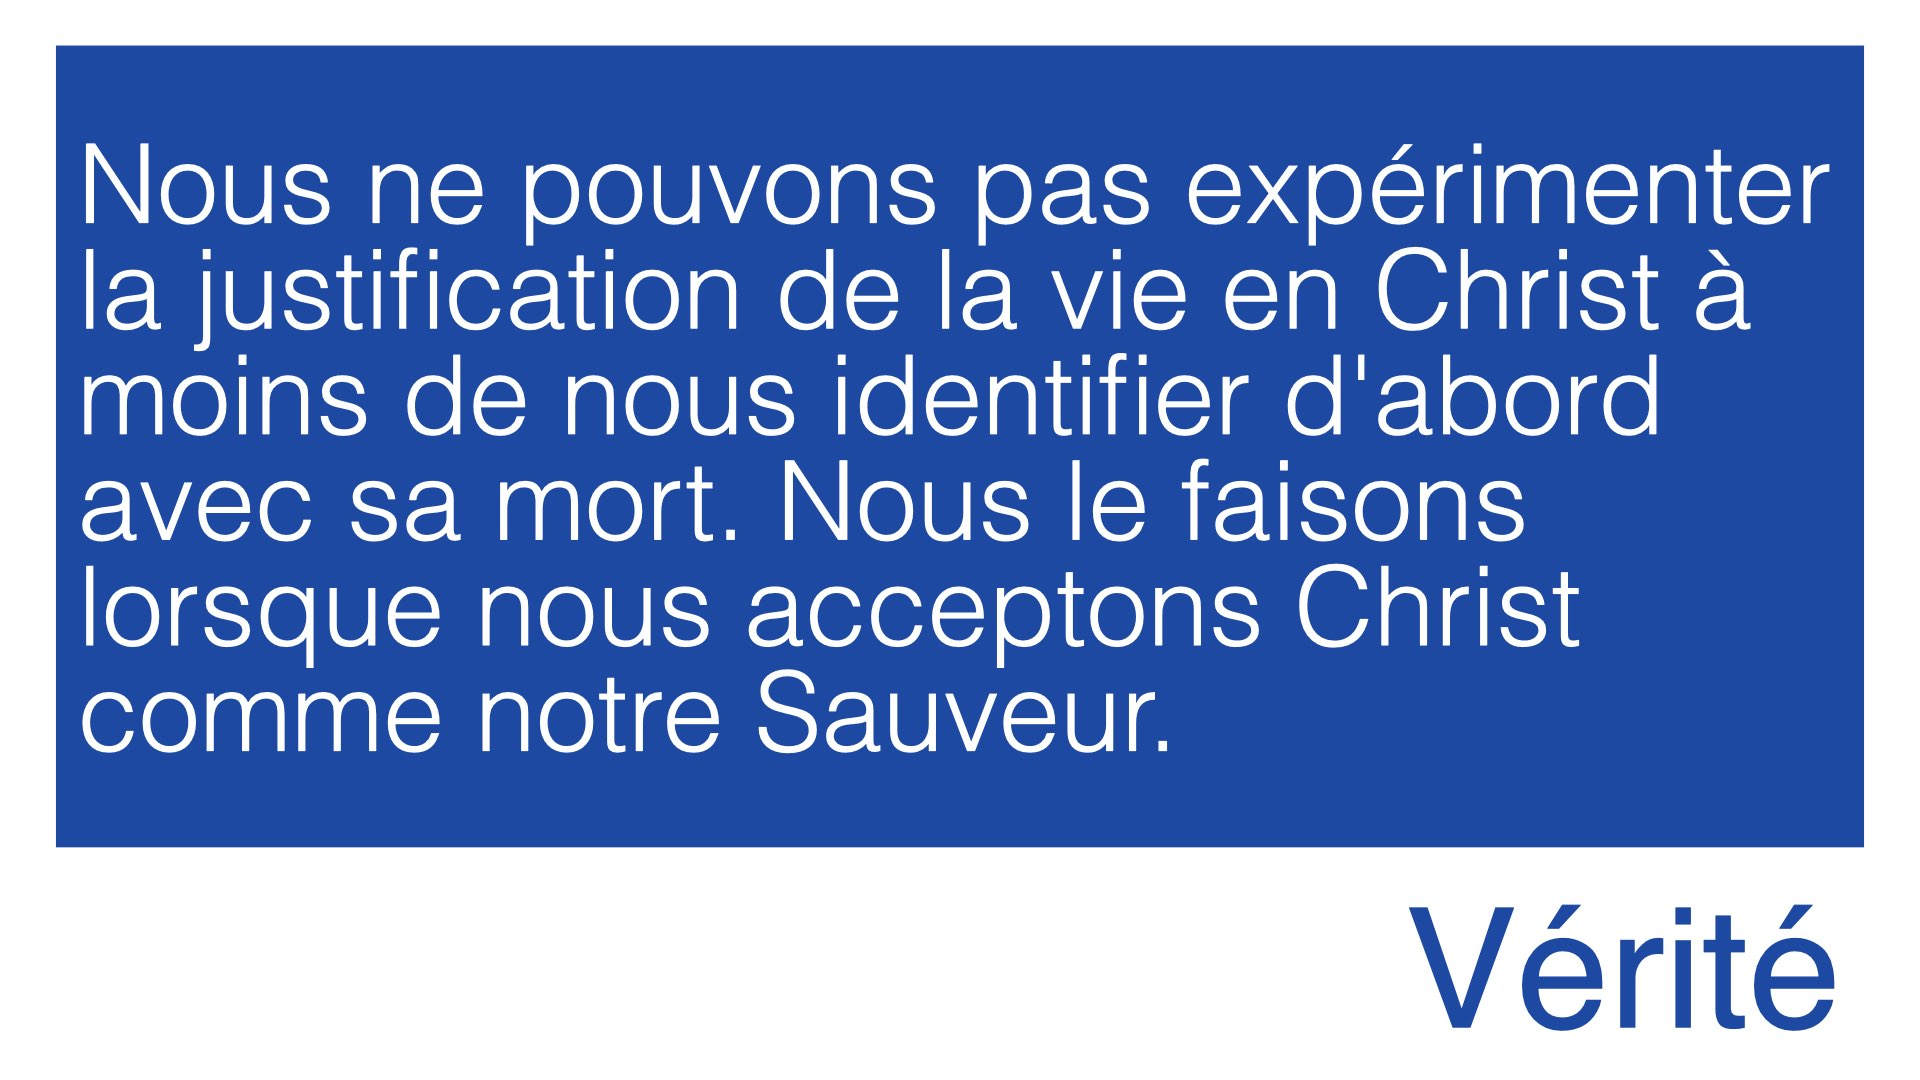 Nous ne pouvons pas expérimenter
la justification de la vie en Christ à
moins de nous identifier d'abord
avec sa mort. Nous le faisons
lorsque nous acceptons Christ
comme notre Sauveur.
Vérité